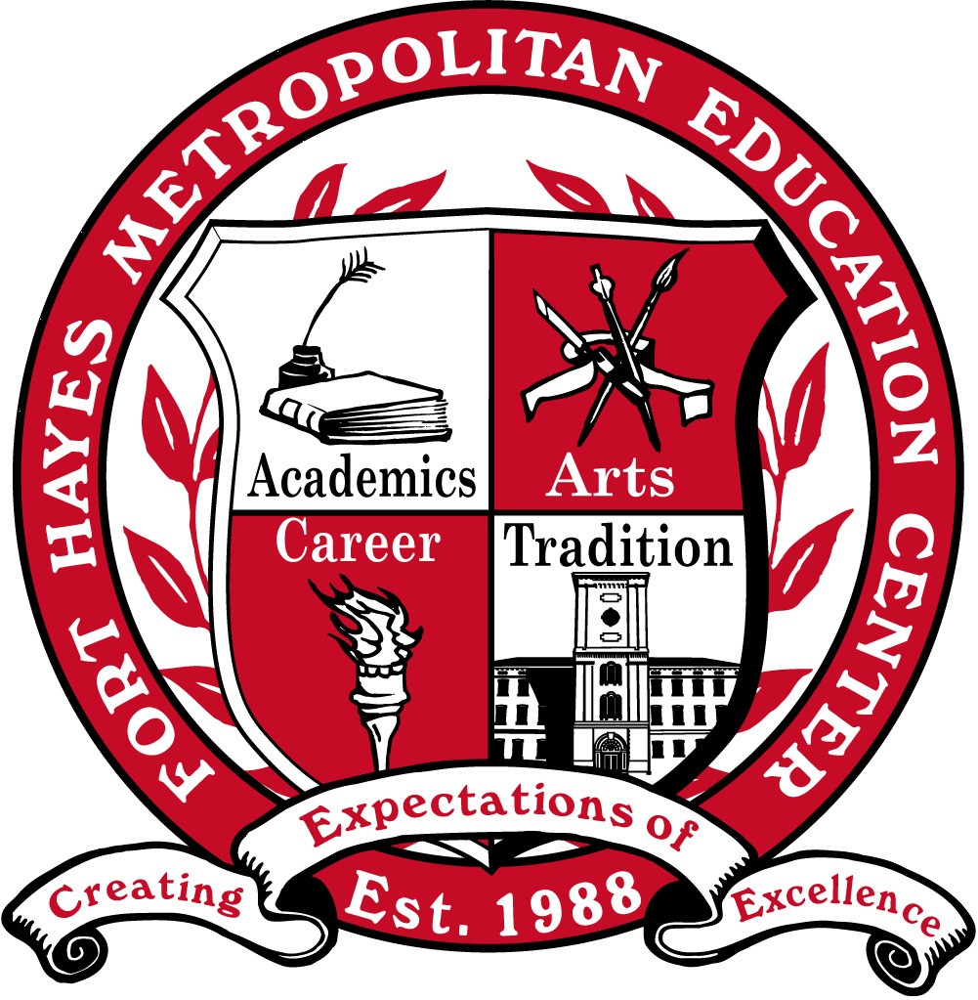 FORT HAYES METROPOLITAN EDUCATION CENTER
Academics
Arts
Career
Tradition
Creating
Expectations of
Excellence
Est. 1988